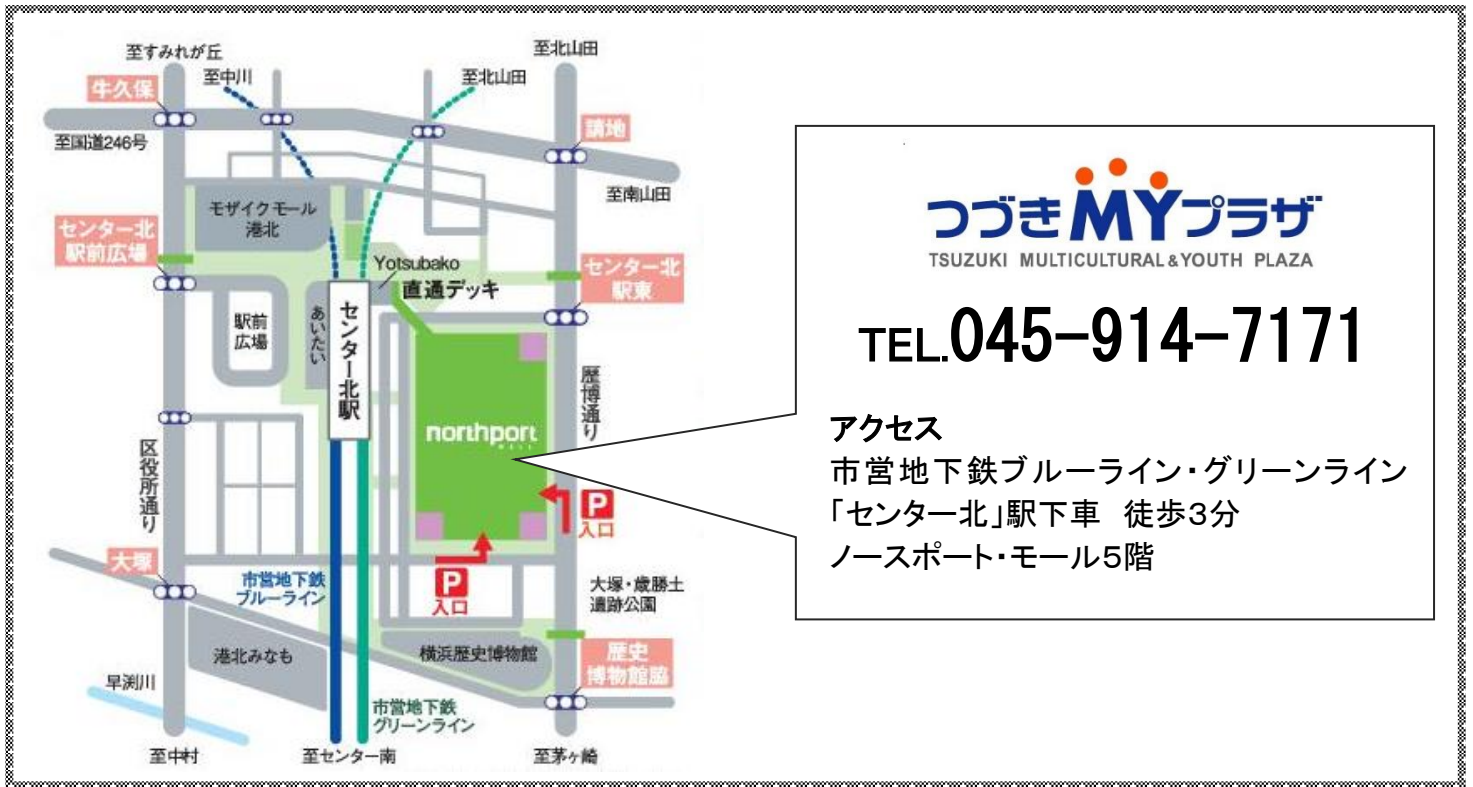 至すみれが丘
至中川
至北山田
至北山田
牛久保
至国道246号
請地
至南山田
モザイクモール
港北
センター北
駅前広場
Yotsubako
直通デッキ
センター北
駅東
駅前
広場
あいたい
センター北駅
歴博通り
northport
MALL
区役所通り
P
入口
P
入口
大塚
市営地下鉄
ブルーライン
大塚・歳勝土
遺跡公園
港北みなも
横浜歴史博物館
歴史
博物館脇
早渕川
市営地下鉄
グリーンライン
至中村
至センター南
至茅ヶ崎
つづきMYプラザ
TSUZUKI MULTICULTURAL&YOUTH PLAZA
TEL.045-914-7171
アクセス
市営地下鉄ブルーライン・グリーンライン
「センター北」駅下車　徒歩3分
ノースポート・モール5階